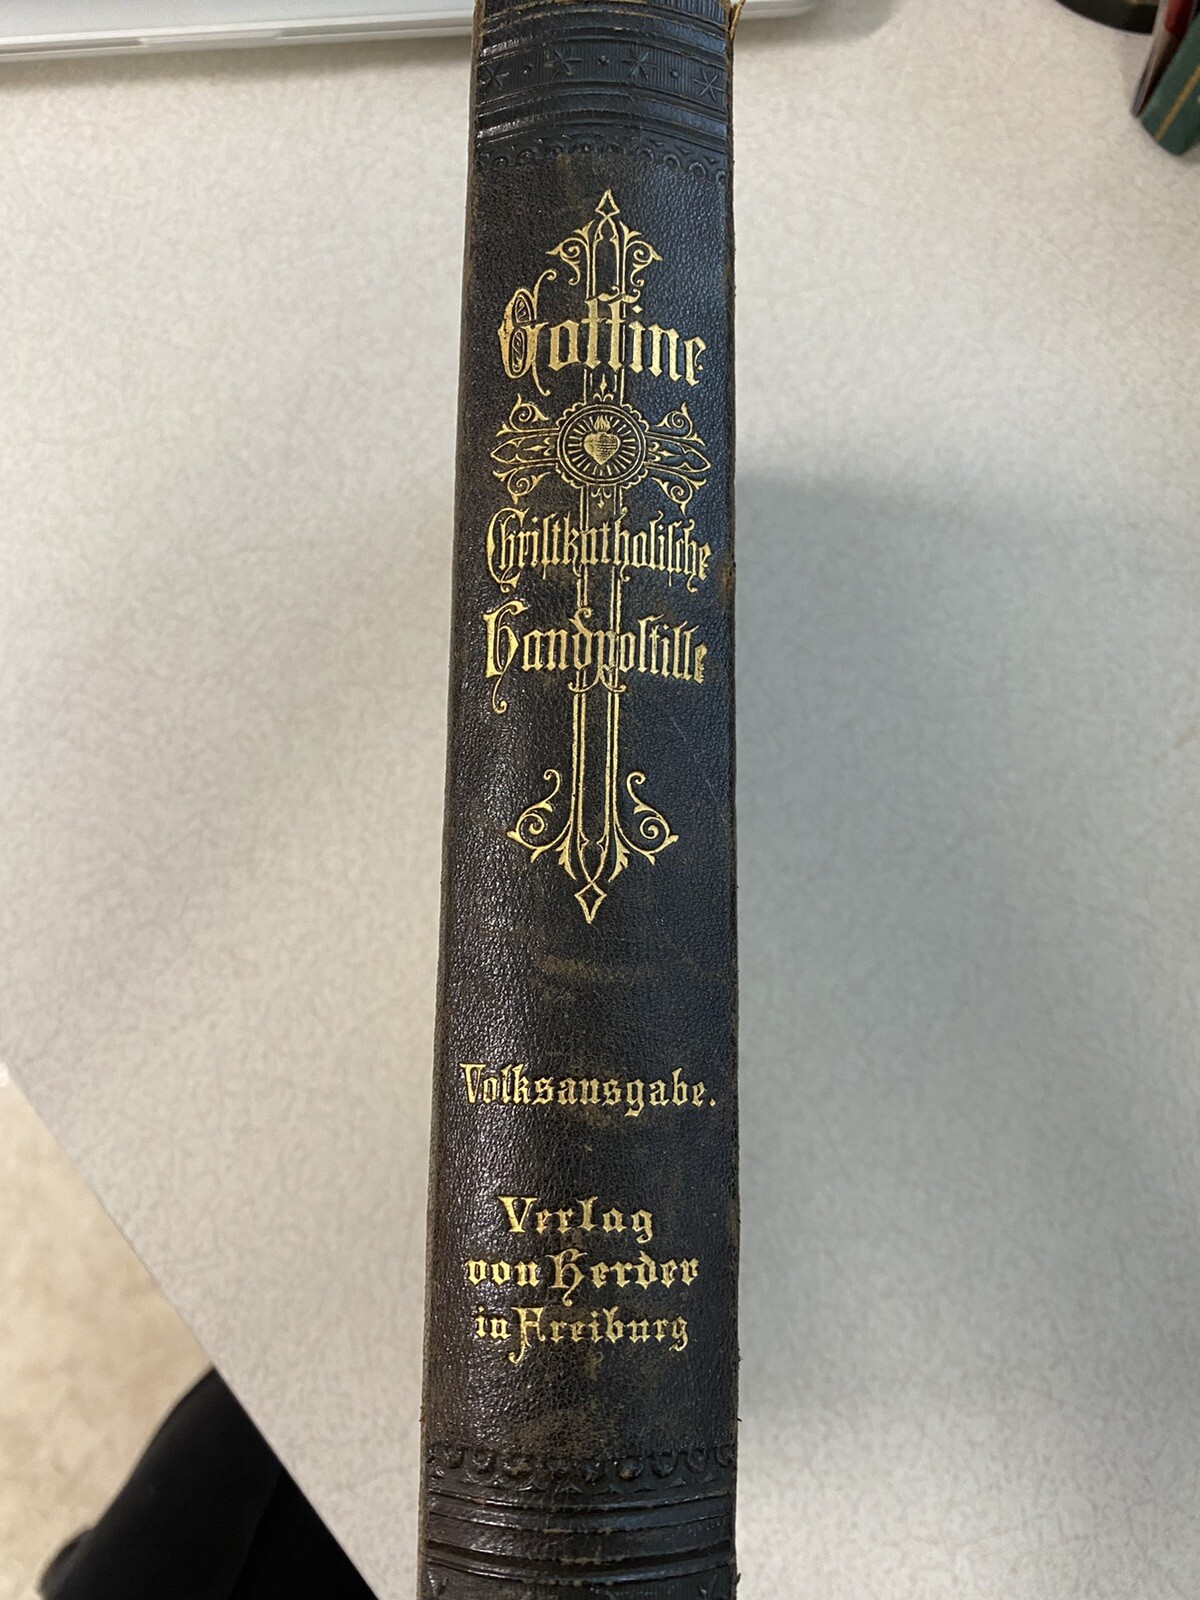 Goffine
Christkatholische
Handpostille
Volksausgabe.
Verlag
von Herder
in Freiburg